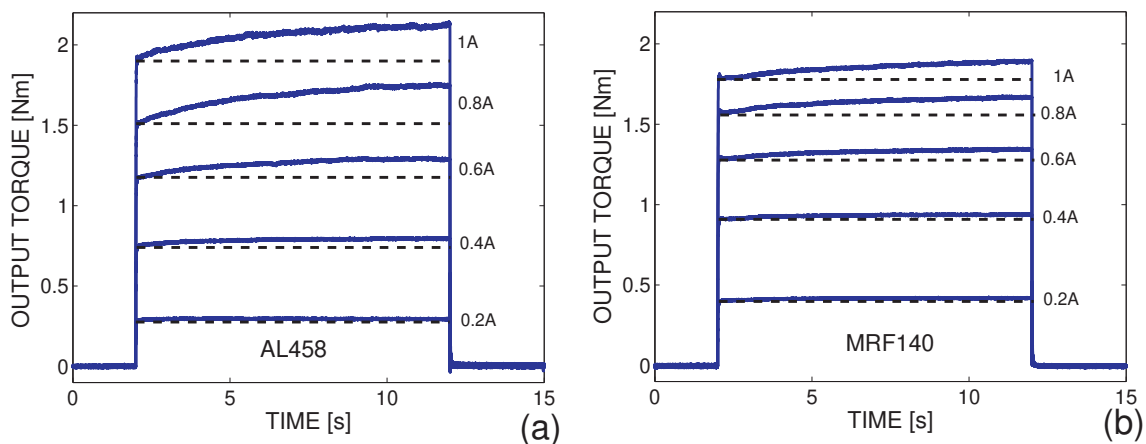 OUTPUT TORQUE [Nm]
2
1.5
1
0.5
0
1A
0.8A
0.6A
0.4A
0.2A
AL458
0
5
10
15
TIME [s]
(a)
OUTPUT TORQUE [Nm]
2
1.5
1
0.5
0
1A
0.8A
0.6A
0.4A
0.2A
MRF140
0
5
10
15
TIME [s]
(b)